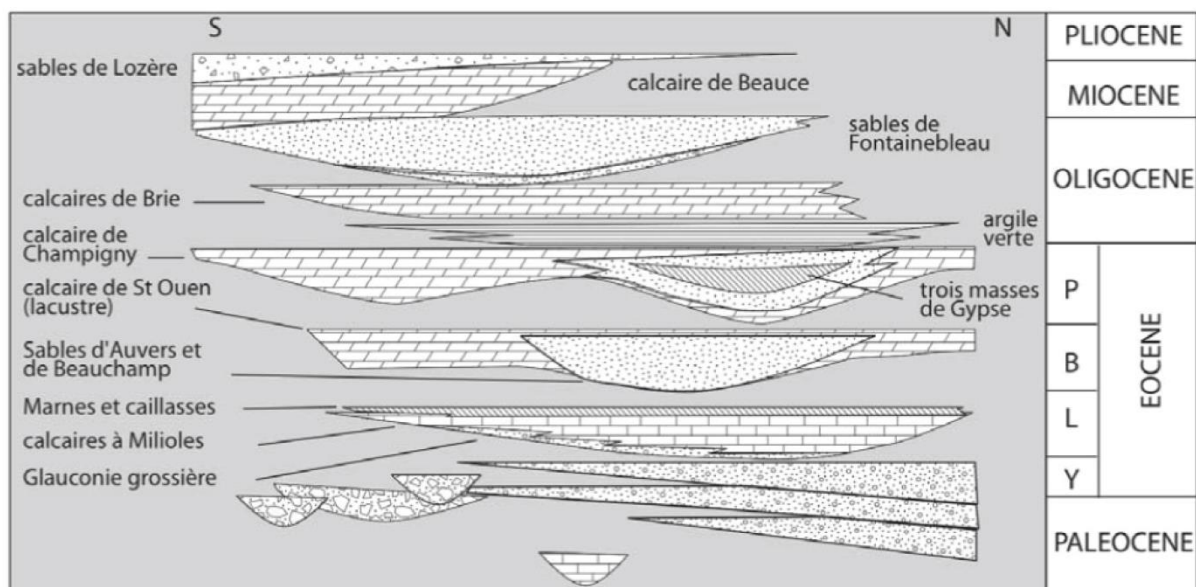 S
N
PLIOCENE
sables de Lozère
calcaire de Beauce
MIOCENE
sables de
Fontainebleau
OLIGOCENE
calcaires de Brie
argile
verte
calcaire de
Champigny
P
trois masses
de Gypse
calcaire de St Ouen
(lacustre)
EOCENE
B
Sables d'Auvers et
de Beauchamp
Marnes et caillasses
L
calcaires à Milioles
Glauconie grossière
Y
PALEOCENE